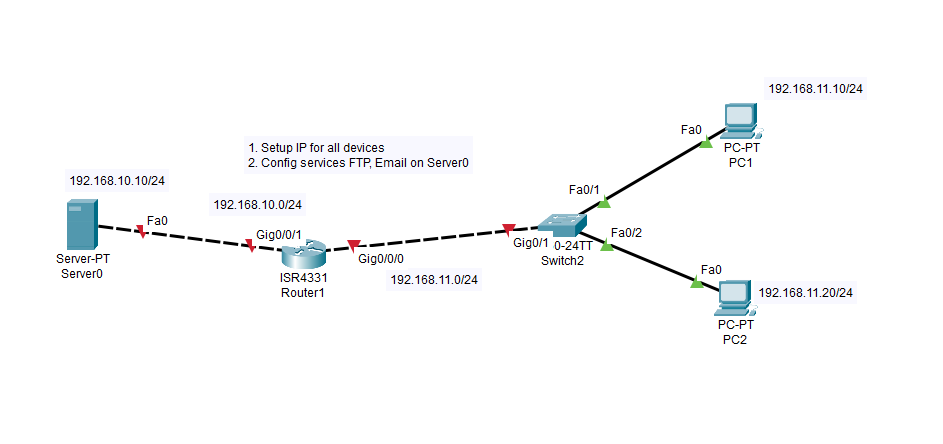 192.168.11.10/24
Fa0
PC-PT
PC1
1. Setup IP for all devices
2. Config services FTP, Email on Server0
192.168.10.10/24
Fa0/1
192.168.10.0/24
Fa0
Gig0/0/1
Gig0/1
0-24TT
Switch2
Fa0/2
Server-PT
Server0
Gig0/0/0
ISR4331
Router1
192.168.11.0/24
Fa0
192.168.11.20/24
PC-PT
PC2